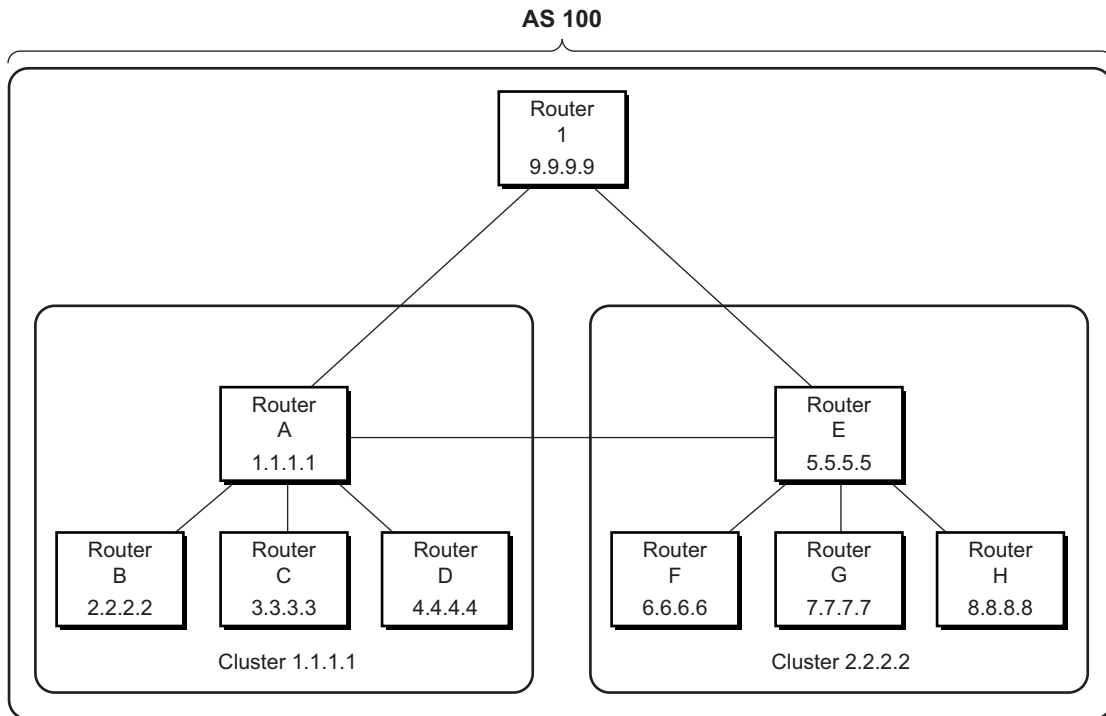 AS 100
Router
1
9.9.9.9
Router
A
1.1.1.1
Router
E
5.5.5.5
Router
B
2.2.2.2
Router
C
3.3.3.3
Router
D
4.4.4.4
Router
F
6.6.6.6
Router
G
7.7.7.7
Router
H
8.8.8.8
Cluster 1.1.1.1
Cluster 2.2.2.2